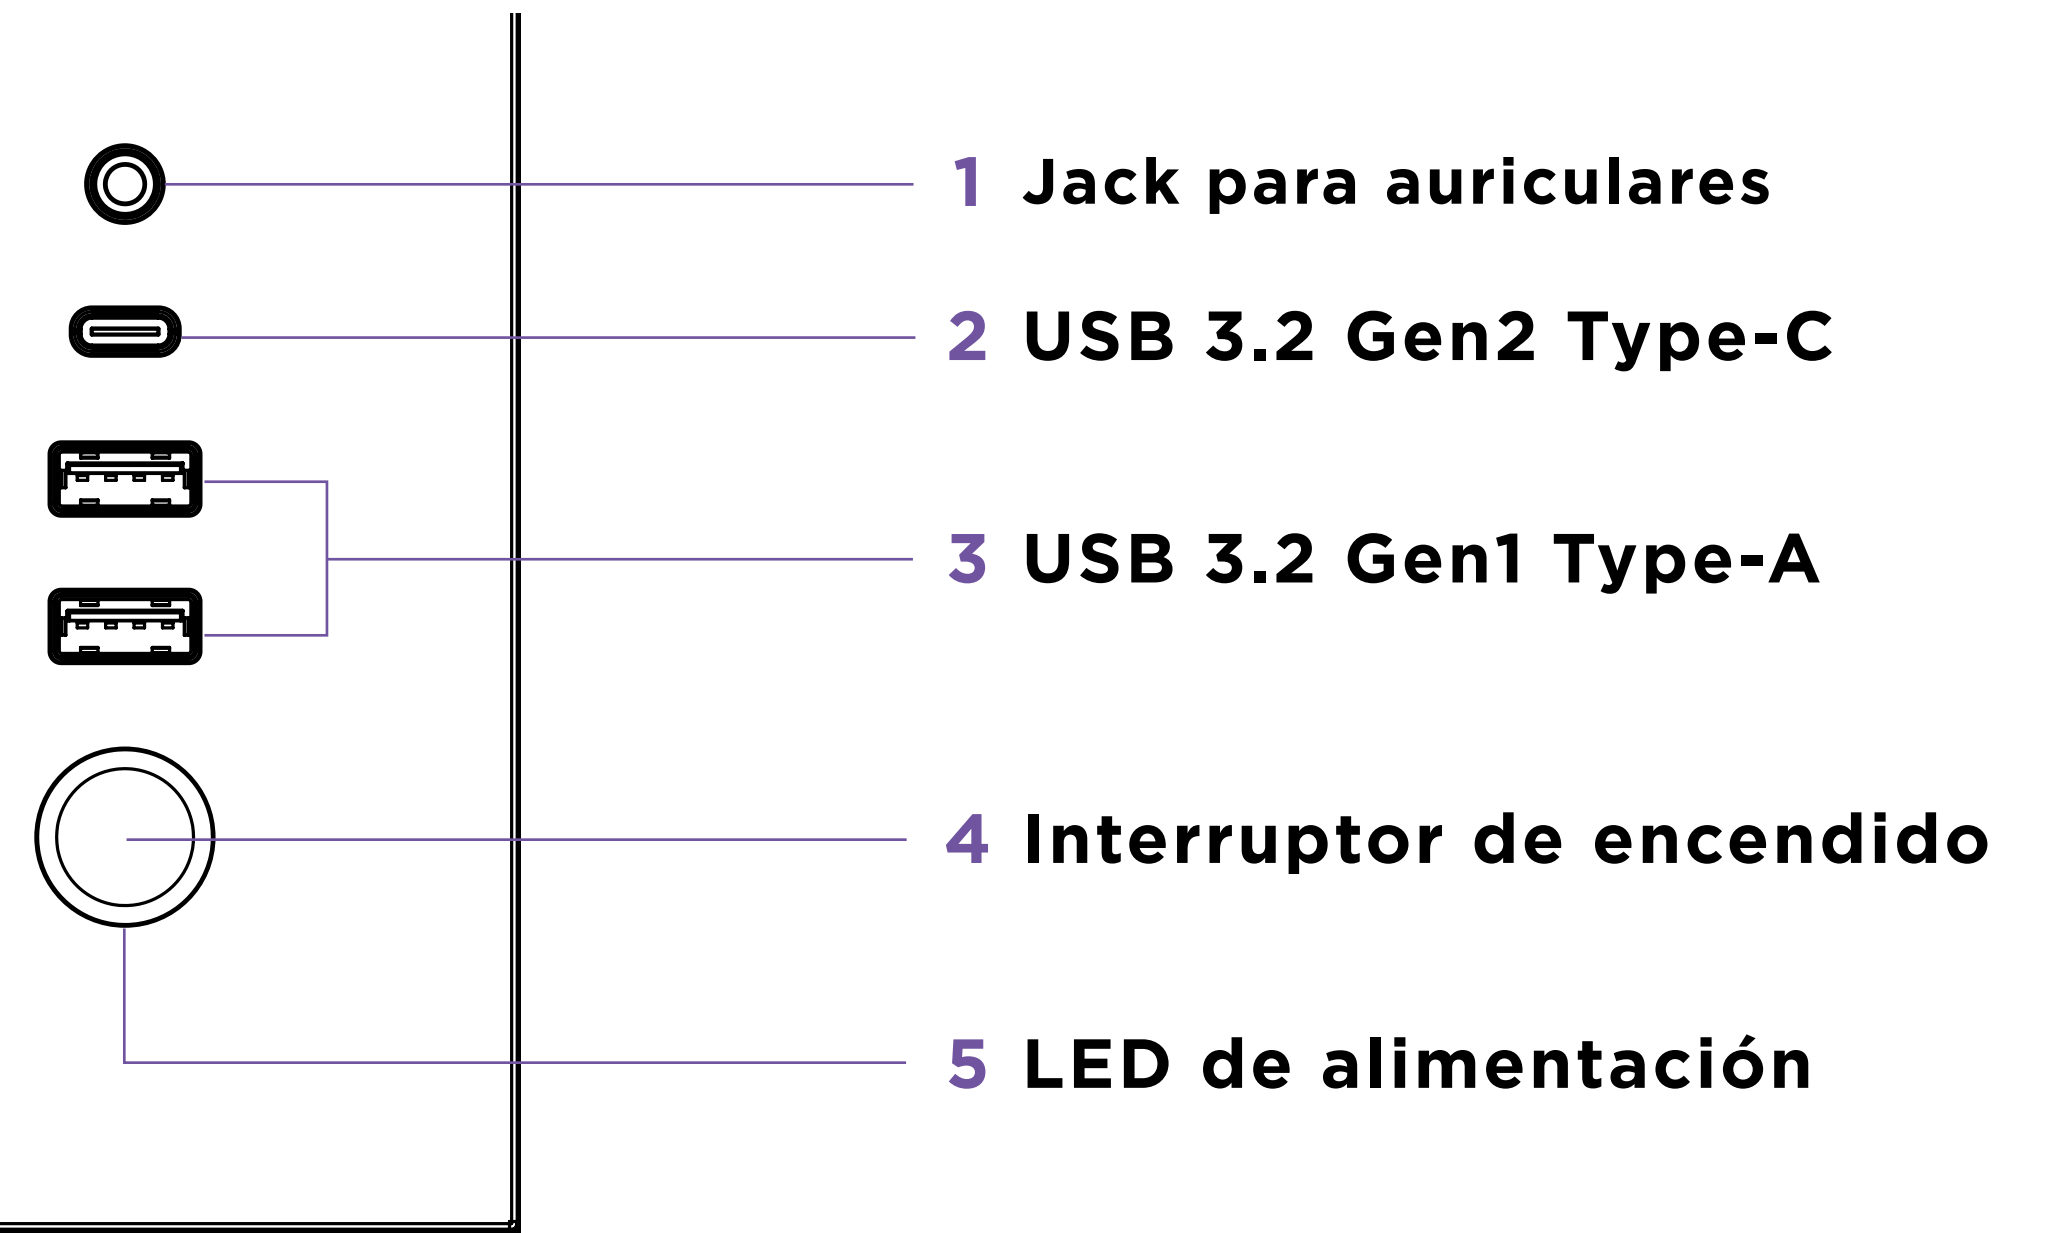 1 Jack para auriculares
2 USB 3.2 Gen2 Type-C
3 USB 3.2 Gen1 Type-A
4 Interruptor de encendido
5 LED de alimentación